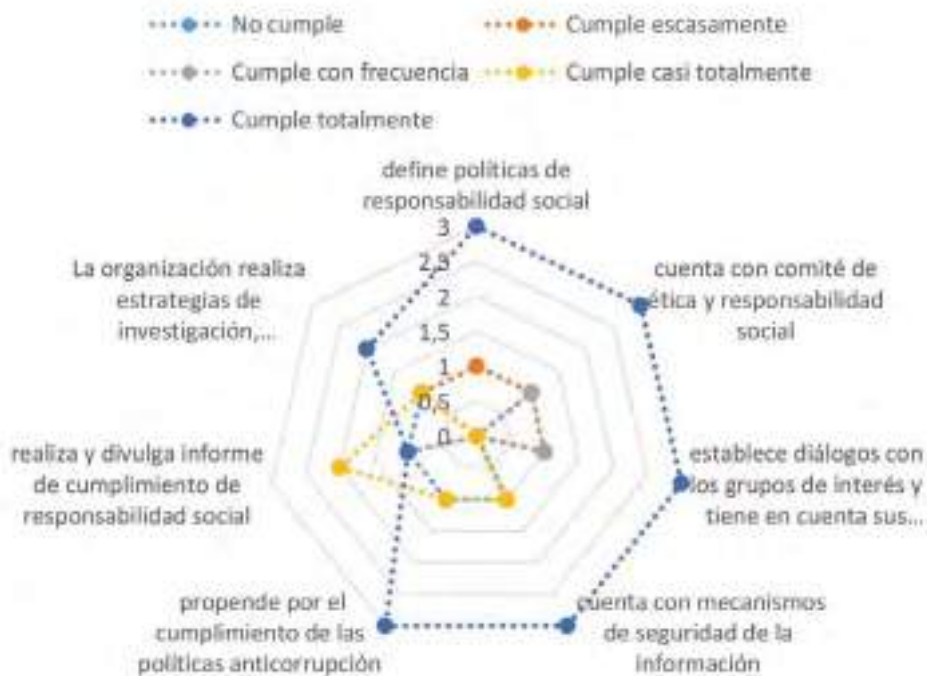 No cumple
Cumple escasamente
Cumple con frecuencia
Cumple casi totalmente
Cumple totalmente
define políticas de
responsabilidad social
3
2,5
2
1,5
1
0,5
0
cuenta con comité de
ética y responsabilidad
social
establece diálogos con
los grupos de interés y
tiene en cuenta sus...
cuenta con mecanismos
de seguridad de la
información
propende por el
cumplimiento de las
políticas anticorrupción
realiza y divulga informe
de cumplimiento de
responsabilidad social
La organización realiza
estrategias de
investigación,...